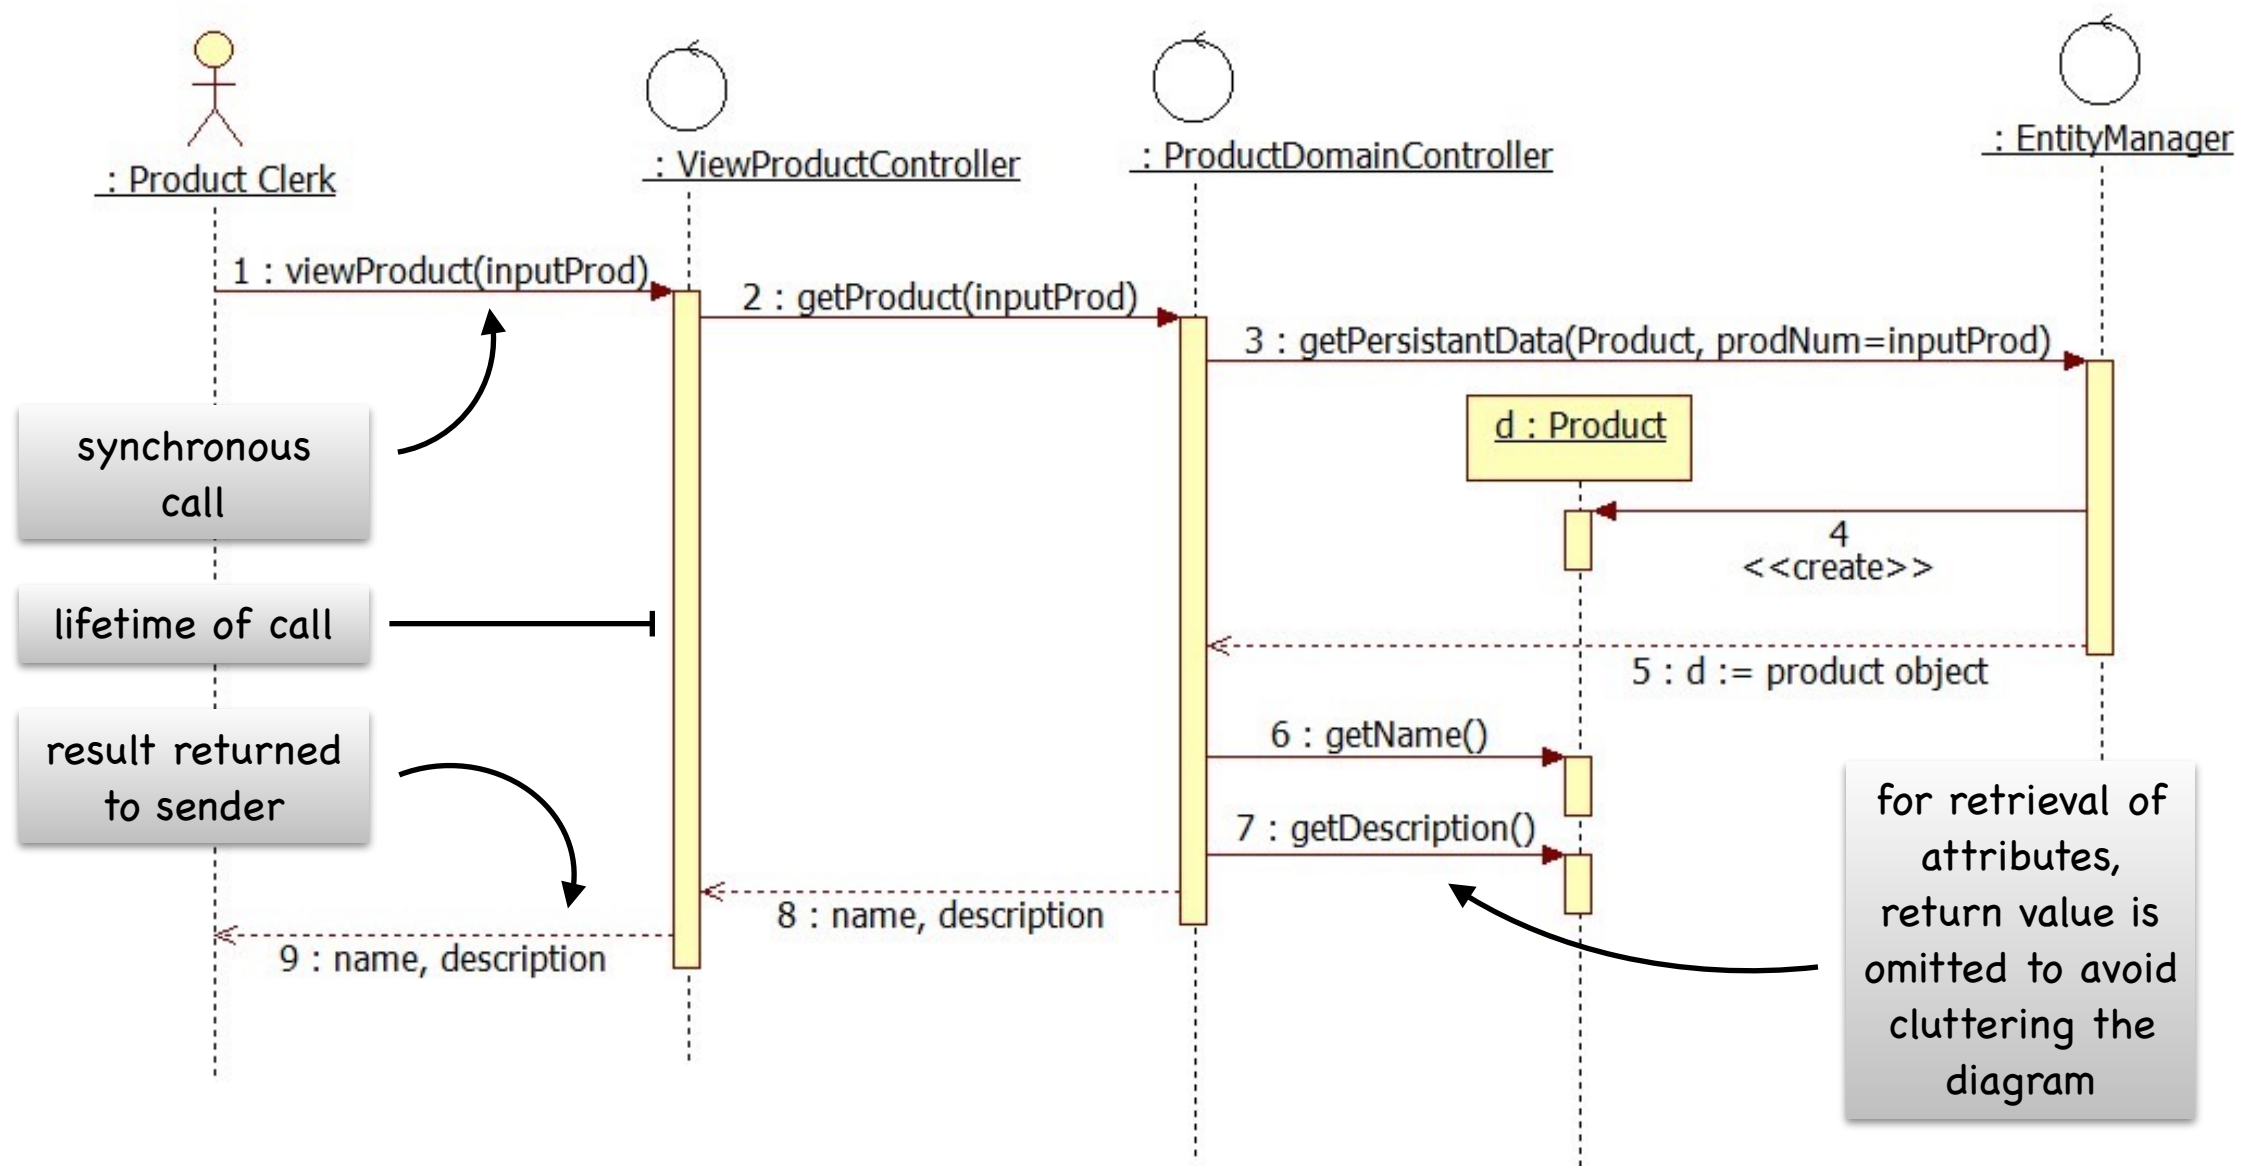 : Product Clerk
: ViewProductController
: ProductDomainController
: EntityManager
1 : viewProduct(inputProd)
2 : getProduct(inputProd)
3 : getPersistantData(Product, prodNum=inputProd)
d : Product
synchronous
call
4
<<create>>
lifetime of call
5 : d := product object
result returned
to sender
6 : getName()
7 : getDescription()
8 : name, description
9 : name, description
for retrieval of
attributes,
return value is
omitted to avoid
cluttering the
diagram